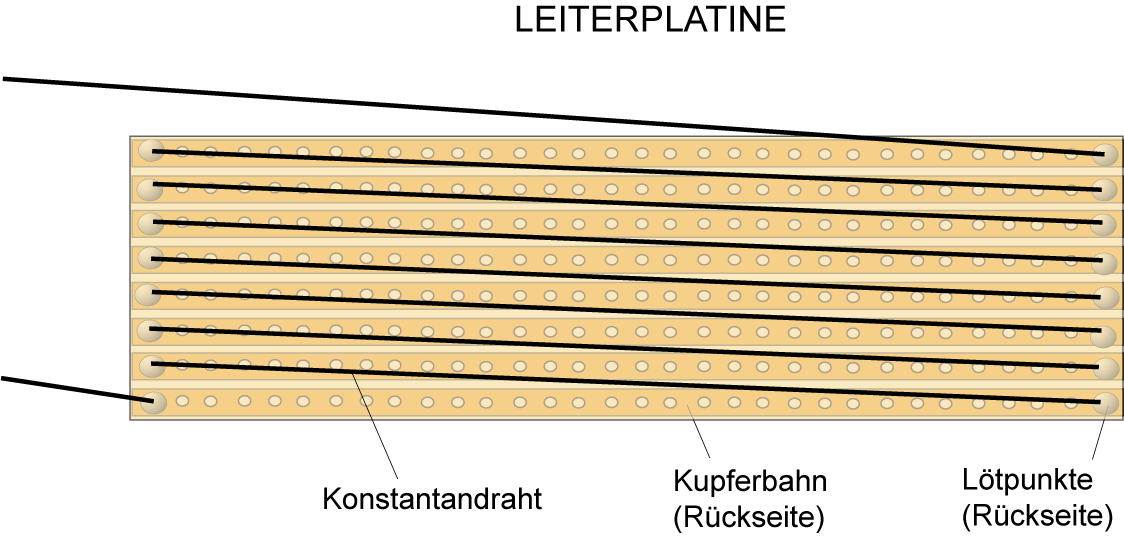 LEITERPLATINE
Konstantandraht
Kupferbahn
(Rückseite)
Lötpunkte
(Rückseite)